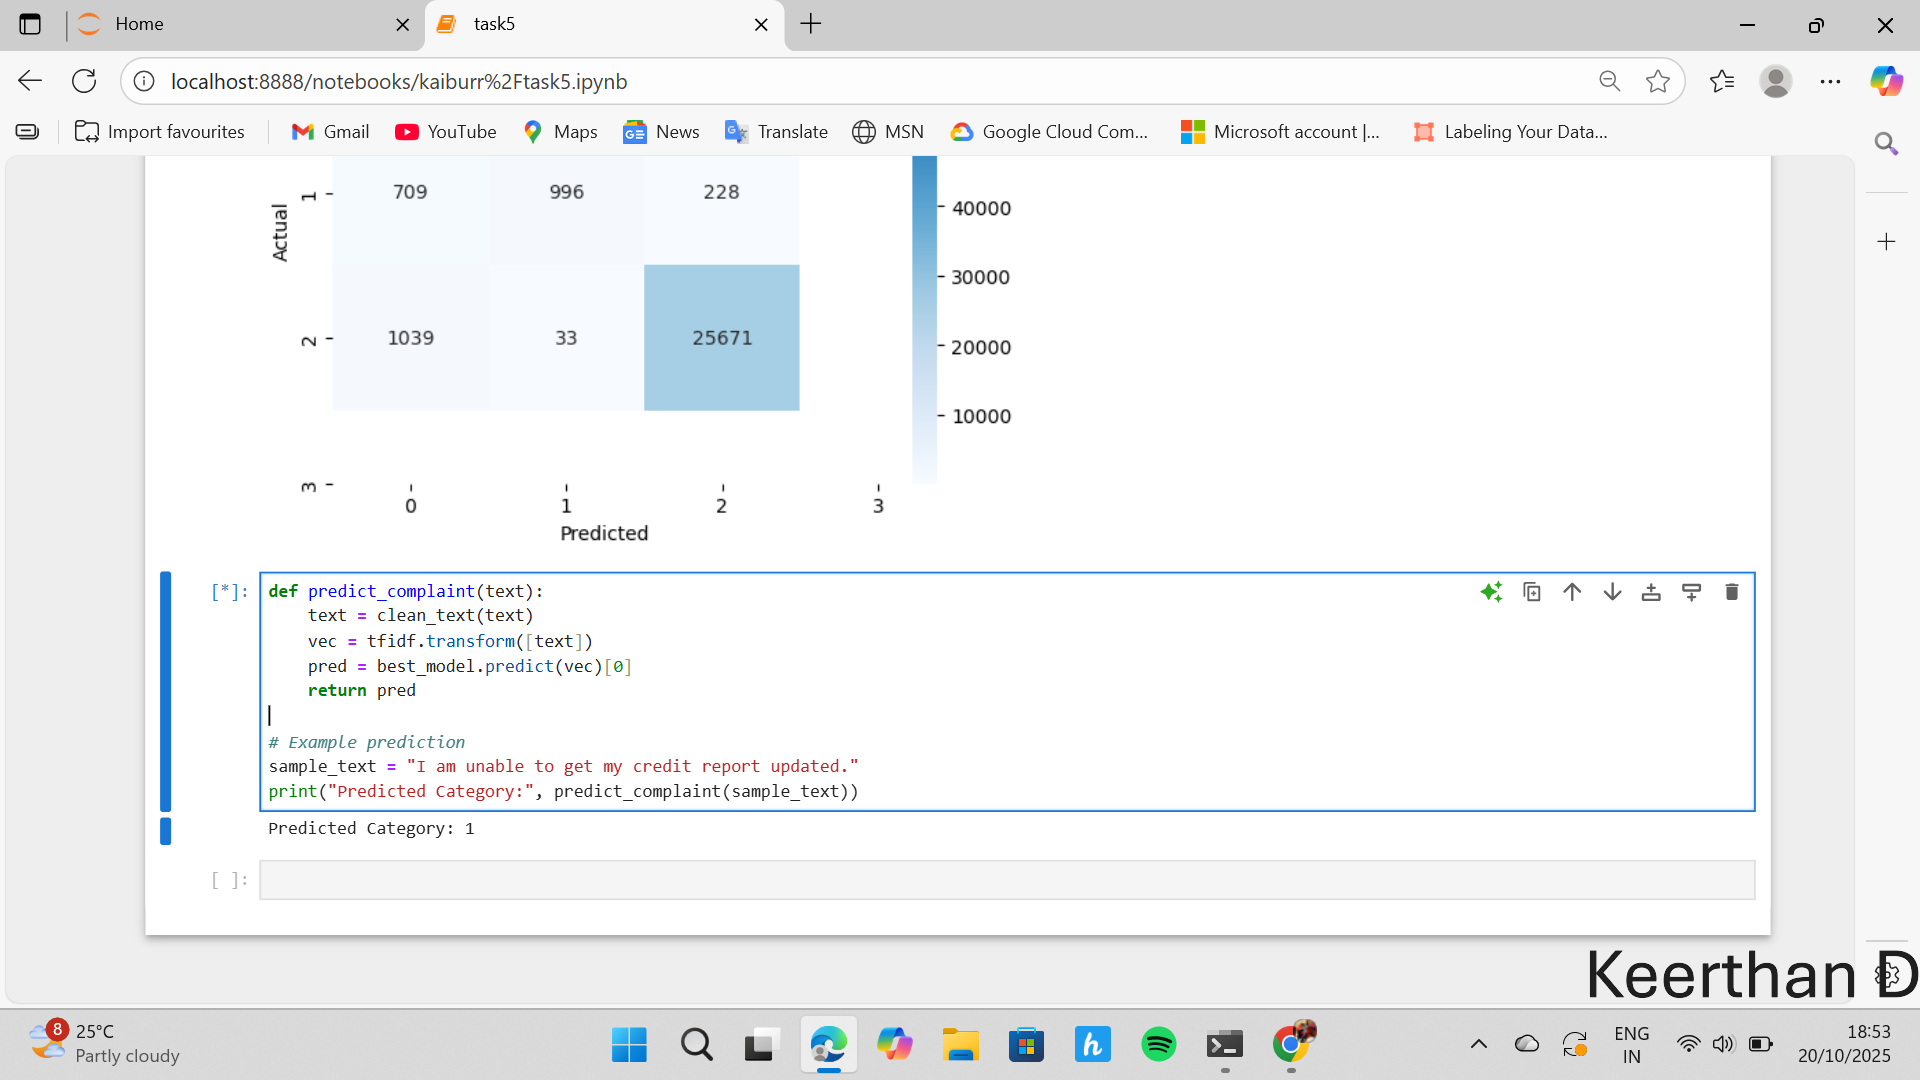 Home
task5
localhost:8888/notebooks/kaiburr%2Ftask5.ipynb
Import favourites
Gmail
YouTube
Maps
News
Translate
MSN
Google Cloud Com...
Microsoft account |...
Labeling Your Data...
Actual
1
709
996
228
40000
30000
2
1039
33
25671
20000
10000
3
0
1
2
3
Predicted
[*]:
def predict_complaint(text):
text = clean_text(text)
vec = tfidf.transform([text])
pred = best_model.predict(vec)[0]
return pred
# Example prediction
sample_text = "I am unable to get my credit report updated."
print("Predicted Category:", predict_complaint(sample_text))
Predicted Category: 1
[ ]:
Keerthan D
8
25°C
Partly cloudy
ENG
IN
18:53
20/10/2025